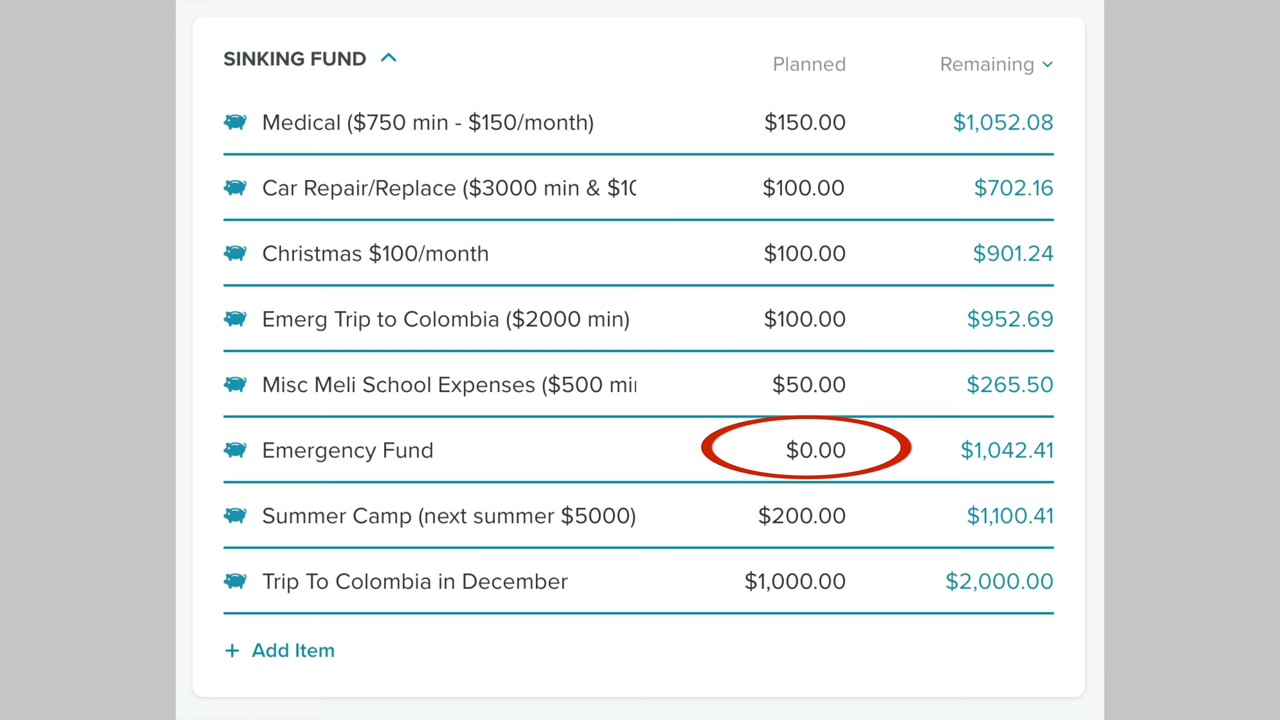 SINKING FUND Planned Remaining
Medical ($750 min - $150/month) $150.00 $1,052.08
Car Repair/Replace ($3000 min & $10 $100.00 $702.16
Christmas $100/month $100.00 $901.24
Emerg Trip to Colombia ($2000 min) $100.00 $952.69
Misc Meli School Expenses ($500 min $50.00 $265.50
Emergency Fund $0.00 $1,042.41
Summer Camp (next summer $5000) $200.00 $1,100.41
Trip To Colombia in December $1,000.00 $2,000.00
+ Add Item